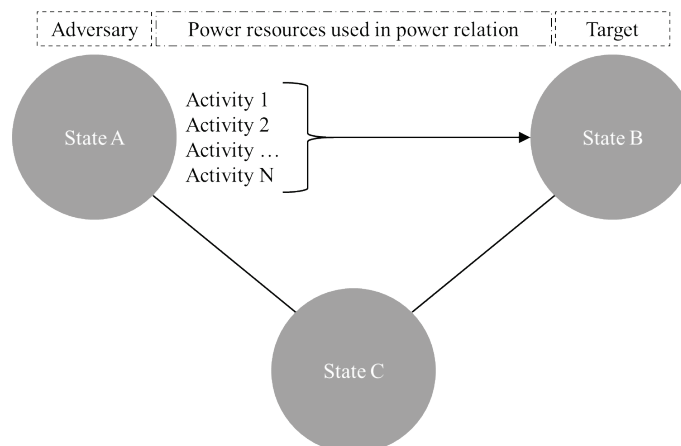 Adversary
Power resources used in power relation
Target
Activity 1
Activity 2
Activity …
Activity N
State A
State B
State C